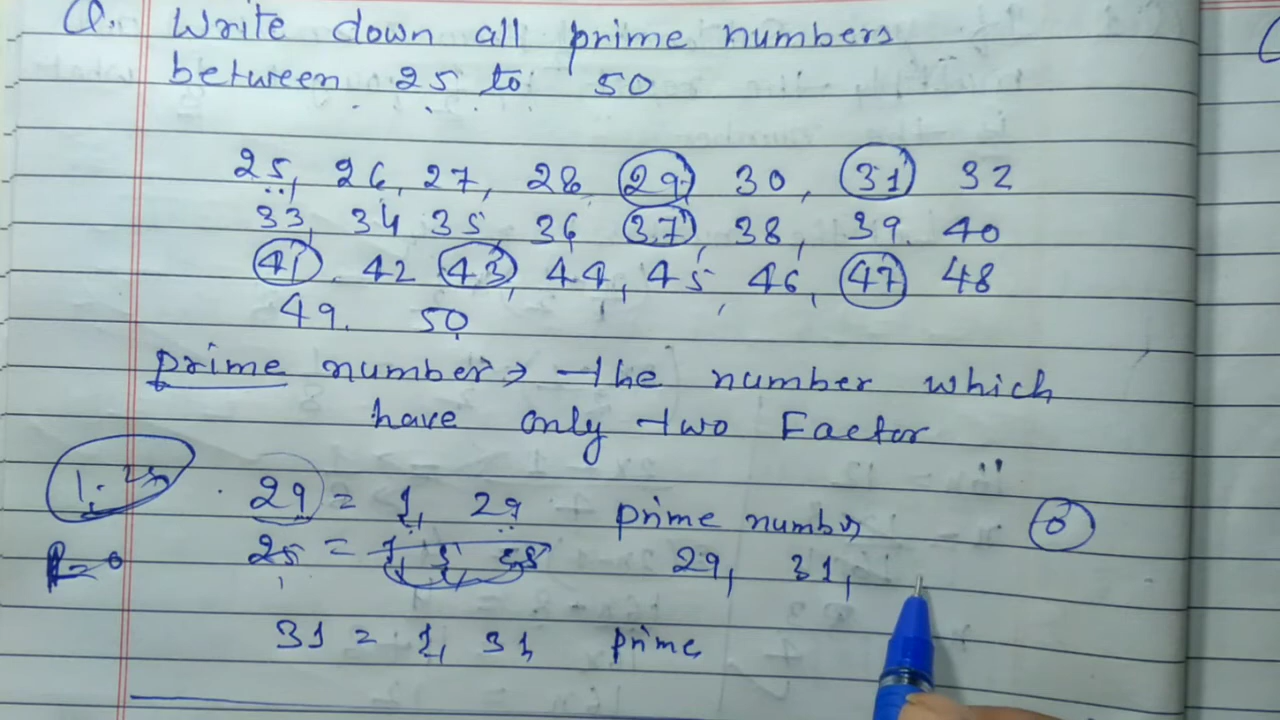 Q. Write down all prime numbers
between 25 to 50
25, 26, 27, 28 29 30, 31 32
33, 34 35, 36 37, 38, 39. 40
41. 42 43, 44, 45, 46, 47 48
49. 50
prime number → the number which
have only two Factor
29 = 1, 29 prime number
25 = 1, 5,
29, 31,
31 = 1, 31 prime